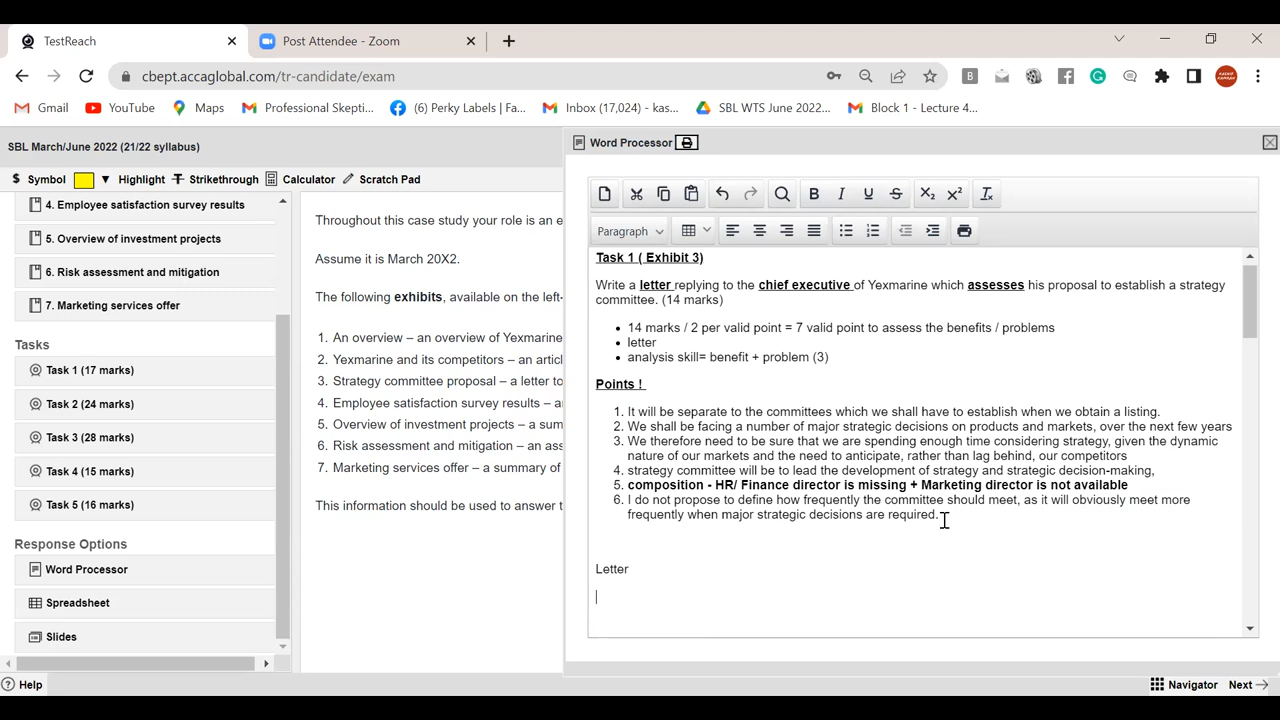 TestReach
Post Attendee - Zoom
cbept.accaglobal.com/tr-candidate/exam
Gmail
YouTube
Maps
Professional Skepti...
(6) Perky Labels | Fa...
Inbox (17,024) - kas...
SBL WTS June 2022...
Block 1 - Lecture 4...
SBL March/June 2022 (21/22 syllabus)
$ Symbol
Highlight
Strikethrough
Calculator
Scratch Pad
4. Employee satisfaction survey results
5. Overview of investment projects
6. Risk assessment and mitigation
7. Marketing services offer
Tasks
Task 1 (17 marks)
Task 2 (24 marks)
Task 3 (28 marks)
Task 4 (15 marks)
Task 5 (16 marks)
Response Options
Word Processor
Spreadsheet
Slides
Help
Throughout this case study your role is an e
Assume it is March 20X2.
The following exhibits, available on the left-
1. An overview – an overview of Yexmarine
2. Yexmarine and its competitors – an artic
3. Strategy committee proposal – a letter to
4. Employee satisfaction survey results – a
5. Overview of investment projects – a sum
6. Risk assessment and mitigation – an ass
7. Marketing services offer – a summary of
This information should be used to answer t
Word Processor
B I U S X2 X2 Ix
Paragraph
Task 1 ( Exhibit 3)
Write a letter replying to the chief executive of Yexmarine which assesses his proposal to establish a strategy
committee. (14 marks)
• 14 marks / 2 per valid point = 7 valid point to assess the benefits / problems
• letter
• analysis skill= benefit + problem (3)
Points !
1. It will be separate to the committees which we shall have to establish when we obtain a listing.
2. We shall be facing a number of major strategic decisions on products and markets, over the next few years
3. We therefore need to be sure that we are spending enough time considering strategy, given the dynamic
nature of our markets and the need to anticipate, rather than lag behind, our competitors
4. strategy committee will be to lead the development of strategy and strategic decision-making,
5. composition - HR/ Finance director is missing + Marketing director is not available
6. I do not propose to define how frequently the committee should meet, as it will obviously meet more
frequently when major strategic decisions are required.
Letter
Navigator
Next